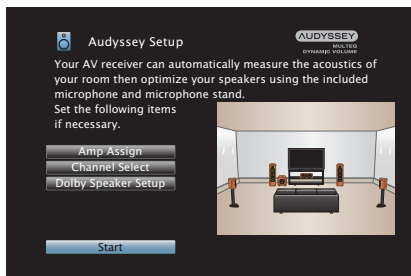 Audyssey Setup
AUDYSSEY
MULTEQ
DYNAMIC VOLUME
Your AV receiver can automatically measure the acoustics of
your room then optimize your speakers using the included
microphone and microphone stand.
Set the following items
if necessary.
Amp Assign
Channel Select
Dolby Speaker Setup
Start